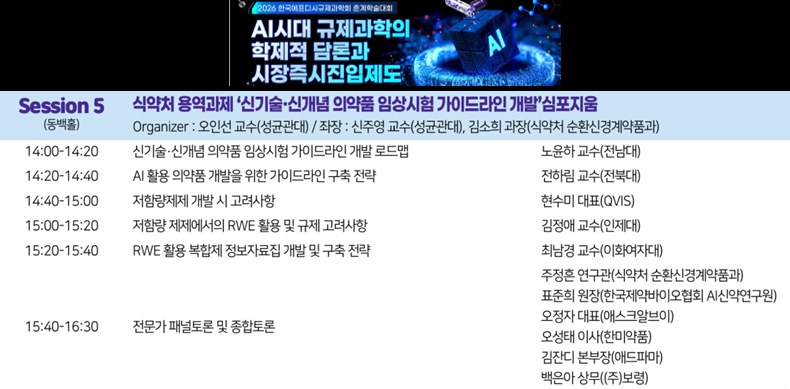 2026 한국에프디시규제과학회 춘계학술대회
AI시대 규제과학의
학제적 담론과
시장즉시진입제도
AI
Session 5 식약처 용역과제 ‘신기술·신개념 의약품 임상시험 가이드라인 개발’심포지움
(동백홀) Organizer : 오인선 교수(성균관대) / 좌장 : 신주영 교수(성균관대), 김소희 과장(식약처 순환신경계약품과)
14:00-14:20 신기술·신개념 의약품 임상시험 가이드라인 개발 로드맵 노윤하 교수(전남대)
14:20-14:40 AI 활용 의약품 개발을 위한 가이드라인 구축 전략 전하림 교수(전북대)
14:40-15:00 저함량제제 개발 시 고려사항 현수미 대표(QVIS)
15:00-15:20 저함량 제제에서의 RWE 활용 및 규제 고려사항 김정애 교수(인제대)
15:20-15:40 RWE 활용 복합제 정보자료집 개발 및 구축 전략 최남경 교수(이화여자대)
15:40-16:30 전문가 패널토론 및 종합토론
주정흔 연구관(식약처 순환신경계약품과)
표준희 원장(한국제약바이오협회 AI신약연구원)
오정자 대표(애스크알브이)
오성태 이사(한미약품)
김잔디 본부장(애드파마)
백은아 상무((주)보령)